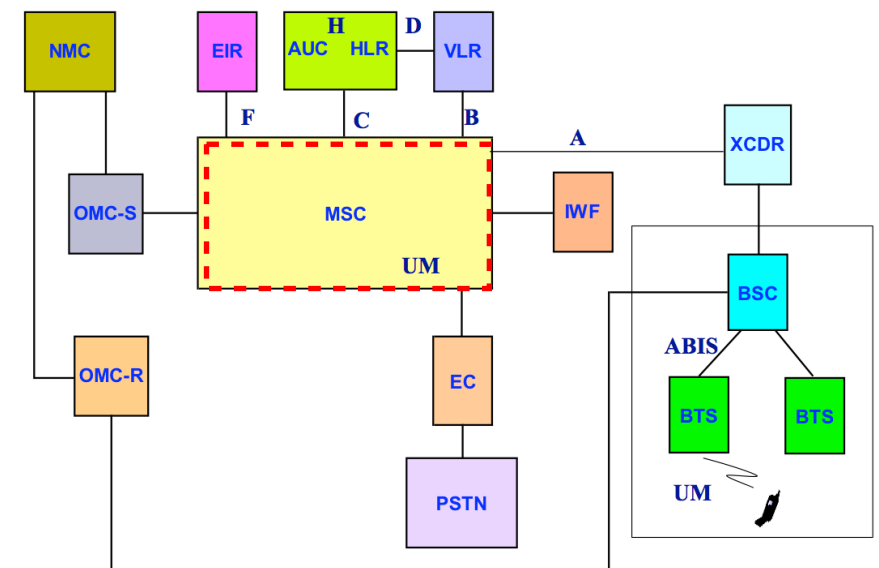 H
D
NMC
EIR
AUC HLR
VLR
F
C
B
A
XCDR
OMC-S
MSC
IWF
UM
BSC
ABIS
OMC-R
EC
BTS
BTS
UM
PSTN